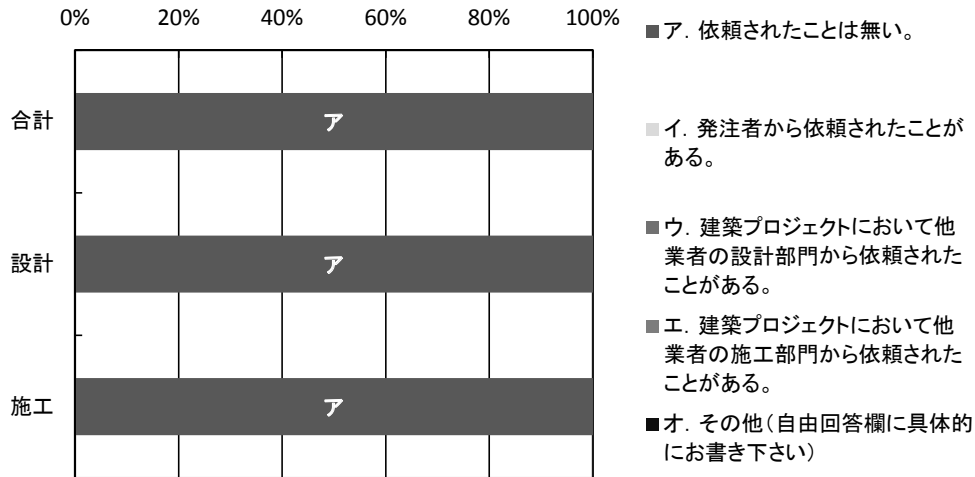 0% 20% 40% 60% 80% 100%
合計
ア
設計
ア
施工
ア
ア. 依頼されたことは無い。
イ. 発注者から依頼されたことが
ある。
ウ. 建築プロジェクトにおいて他
業者の設計部門から依頼された
ことがある。
エ. 建築プロジェクトにおいて他
業者の施工部門から依頼された
ことがある。
オ. その他(自由回答欄に具体的
にお書き下さい)